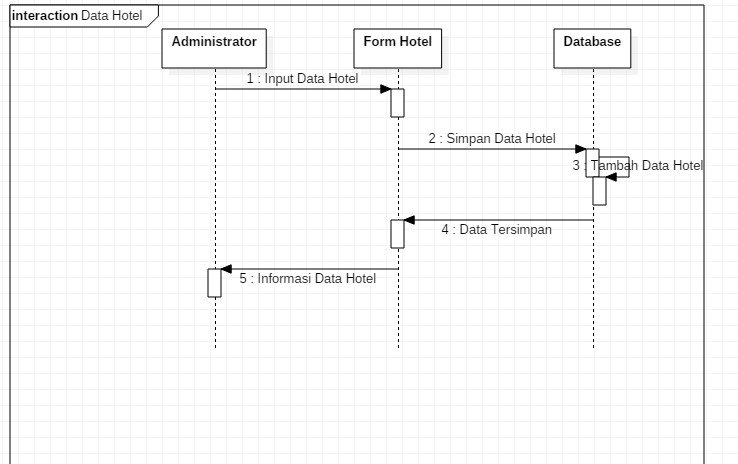 interaction Data Hotel
Administrator
Form Hotel
Database
1 : Input Data Hotel
2 : Simpan Data Hotel
3 : Tambah Data Hotel
4 : Data Tersimpan
5 : Informasi Data Hotel